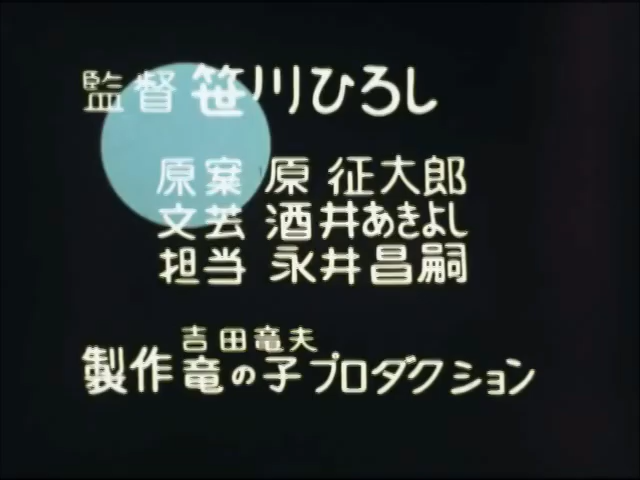 監督 笹川ひろし
原案 原 征大郎
文芸 酒井あきよし
担当 永井昌嗣
吉田竜夫
製作 竜の子プロダクション